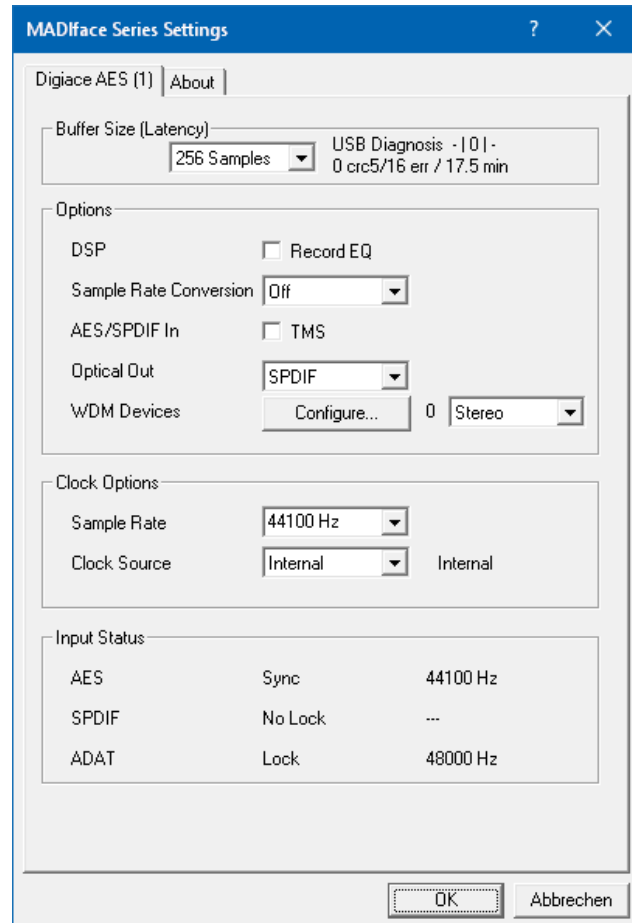 MADIface Series Settings ? ×
Digiace AES (1) About
Buffer Size (Latency)
256 Samples
USB Diagnosis - | 0 | -
0 crc5/16 err / 17.5 min
Options
DSP Record EQ
Sample Rate Conversion Off
AES/SPDIF In TMS
Optical Out SPDIF
WDM Devices Configure... 0 Stereo
Clock Options
Sample Rate 44100 Hz
Clock Source Internal Internal
Input Status
AES Sync 44100 Hz
SPDIF No Lock ---
ADAT Lock 48000 Hz
OK Abbrechen